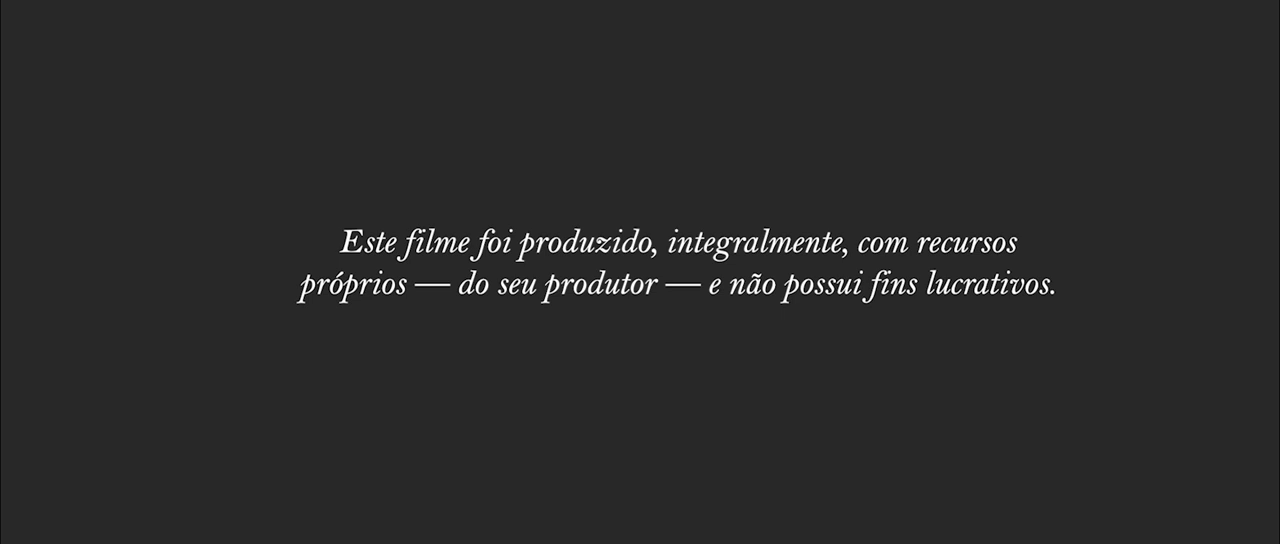 Este filme foi produzido, integralmente, com recursos
próprios — do seu produtor — e não possui fins lucrativos.